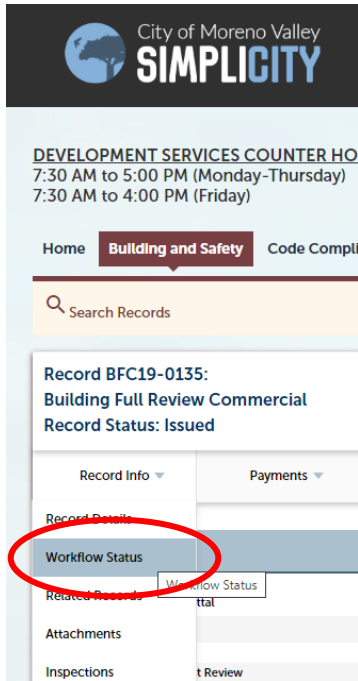 City of Moreno Valley
SIMPLICITY
DEVELOPMENT SERVICES COUNTER HO
7:30 AM to 5:00 PM (Monday-Thursday)
7:30 AM to 4:00 PM (Friday)
Home Building and Safety Code Compli
Search Records
Record BFC19-0135:
Building Full Review Commercial
Record Status: Issued
Record Info Payments
Record Details
Workflow Status
Workflow Status
Related Records ttal
Attachments
Inspections t Review